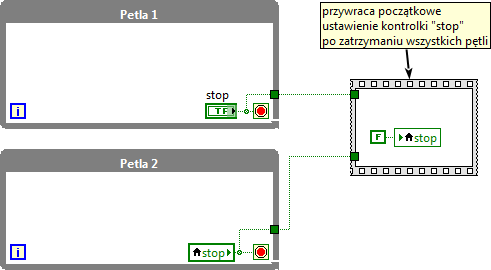 Petla 1
przywraca początkowe
ustawienie kontrolki "stop"
po zatrzymaniu wszystkich pętli
stop
i
TF
F
stop
Petla 2
i
stop